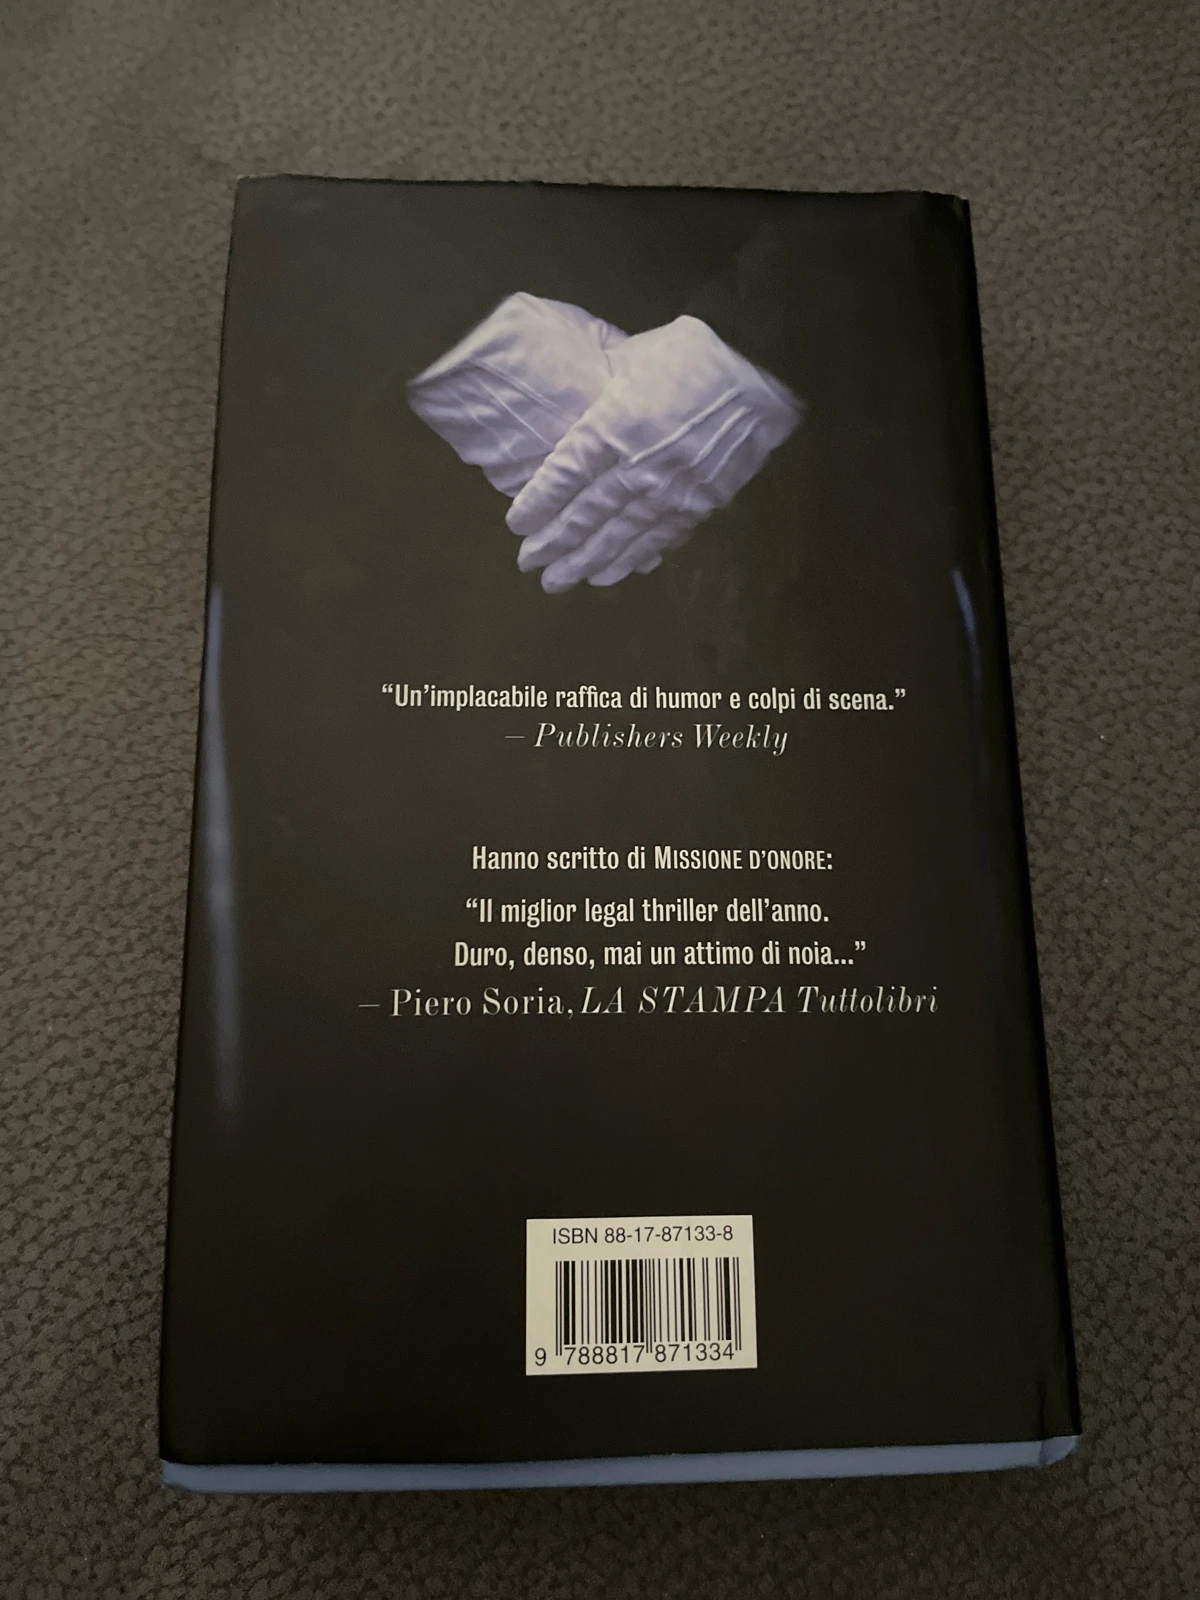 “Un’implacabile raffica di humor e colpi di scena.”
– Publishers Weekly
Hanno scritto di MISSIONE D’ONORE:
“Il miglior legal thriller dell’anno.
Duro, denso, mai un attimo di noia...”
– Piero Soria, LA STAMPA Tuttolibri
ISBN 88-17-87133-8
9 788817 871334